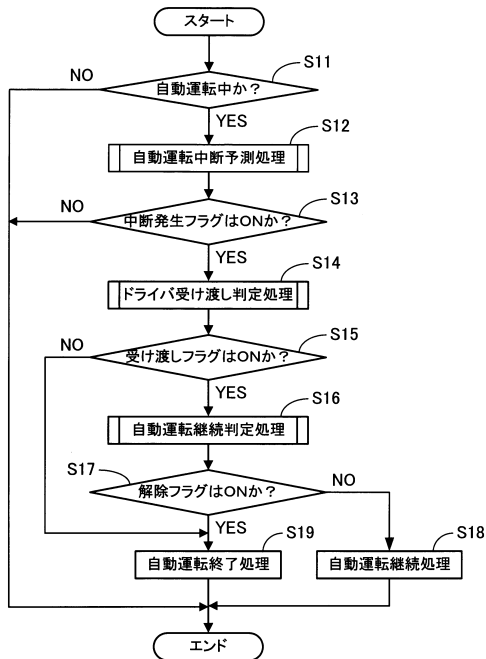 スタート
S11
NO
自動運転中か？
YES
S12
自動運転中断予測処理
S13
NO
中断発生フラグはONか？
YES
S14
ドライバ受け渡し判定処理
S15
NO
受け渡しフラグはONか？
YES
S16
自動運転継続判定処理
S17
NO
解除フラグはONか？
YES
S19
S18
自動運転終了処理
自動運転継続処理
エンド